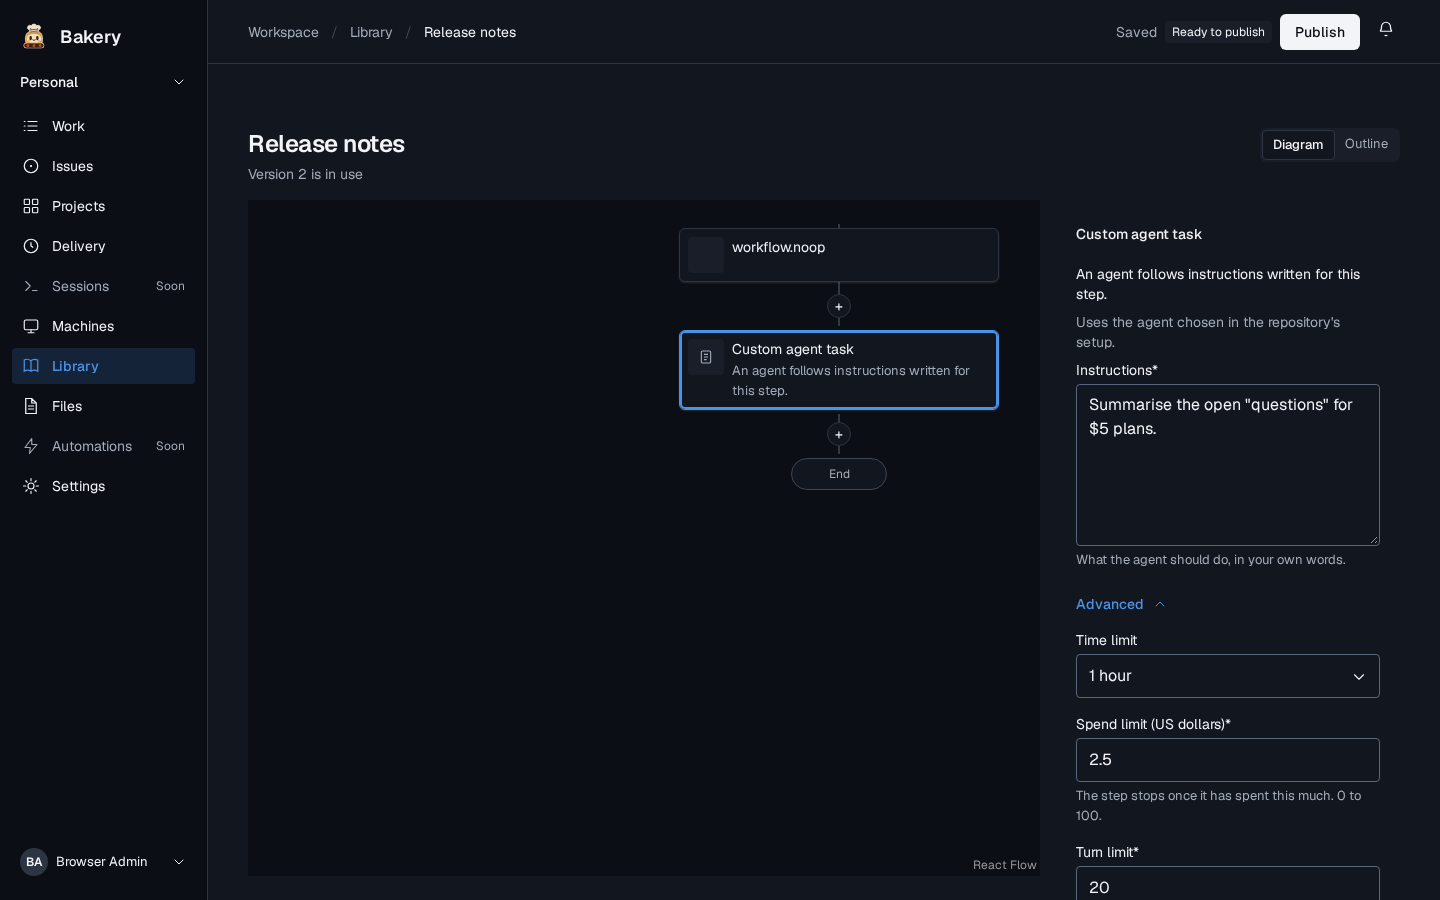 Bakery
Personal
Work
Issues
Projects
Delivery
Sessions Soon
Machines
Library
Files
Automations Soon
Settings
BA Browser Admin
Workspace / Library / Release notes
Saved Ready to publish Publish
Release notes
Version 2 is in use
Diagram Outline
workflow.noop
+
Custom agent task
An agent follows instructions written for
this step.
+
End
React Flow
Custom agent task
An agent follows instructions written for this
step.
Uses the agent chosen in the repository's
setup.
Instructions*
Summarise the open "questions" for
$5 plans.
What the agent should do, in your own words.
Advanced
Time limit
1 hour
Spend limit (US dollars)*
2.5
The step stops once it has spent this much. 0 to
100.
Turn limit*
20